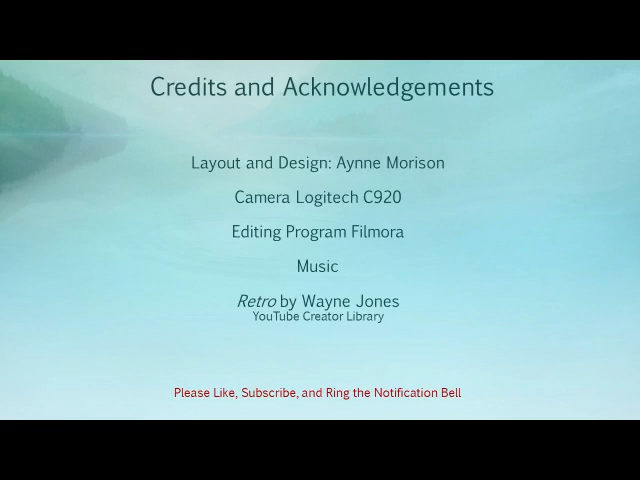 Credits and Acknowledgements
Layout and Design: Aynne Morison
Camera Logitech C920
Editing Program Filmora
Music
Retro by Wayne Jones
YouTube Creator Library
Please Like, Subscribe, and Ring the Notification Bell